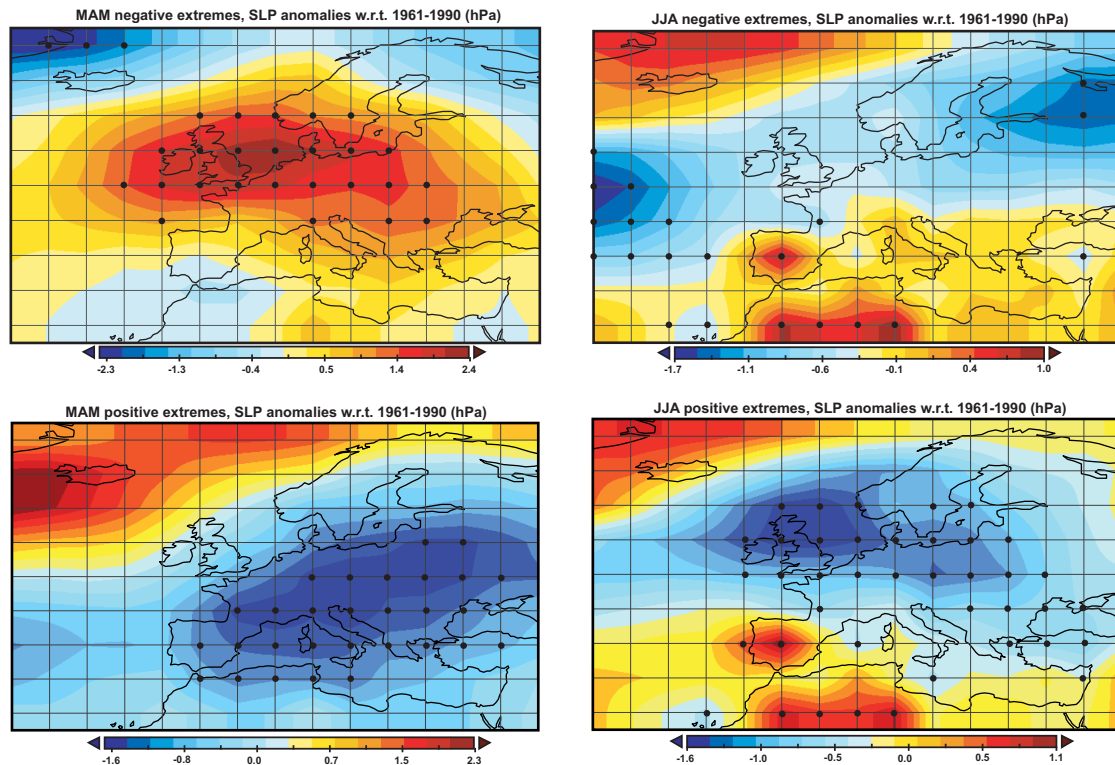 MAM negative extremes, SLP anomalies w.r.t. 1961-1990 (hPa)
-2.3 -1.3 -0.4 0.5 1.4 2.4
JJA negative extremes, SLP anomalies w.r.t. 1961-1990 (hPa)
-1.7 -1.1 -0.6 -0.1 0.4 1.0
MAM positive extremes, SLP anomalies w.r.t. 1961-1990 (hPa)
-1.6 -0.8 0.0 0.7 1.5 2.3
JJA positive extremes, SLP anomalies w.r.t. 1961-1990 (hPa)
-1.6 -1.0 -0.5 0.0 0.5 1.1